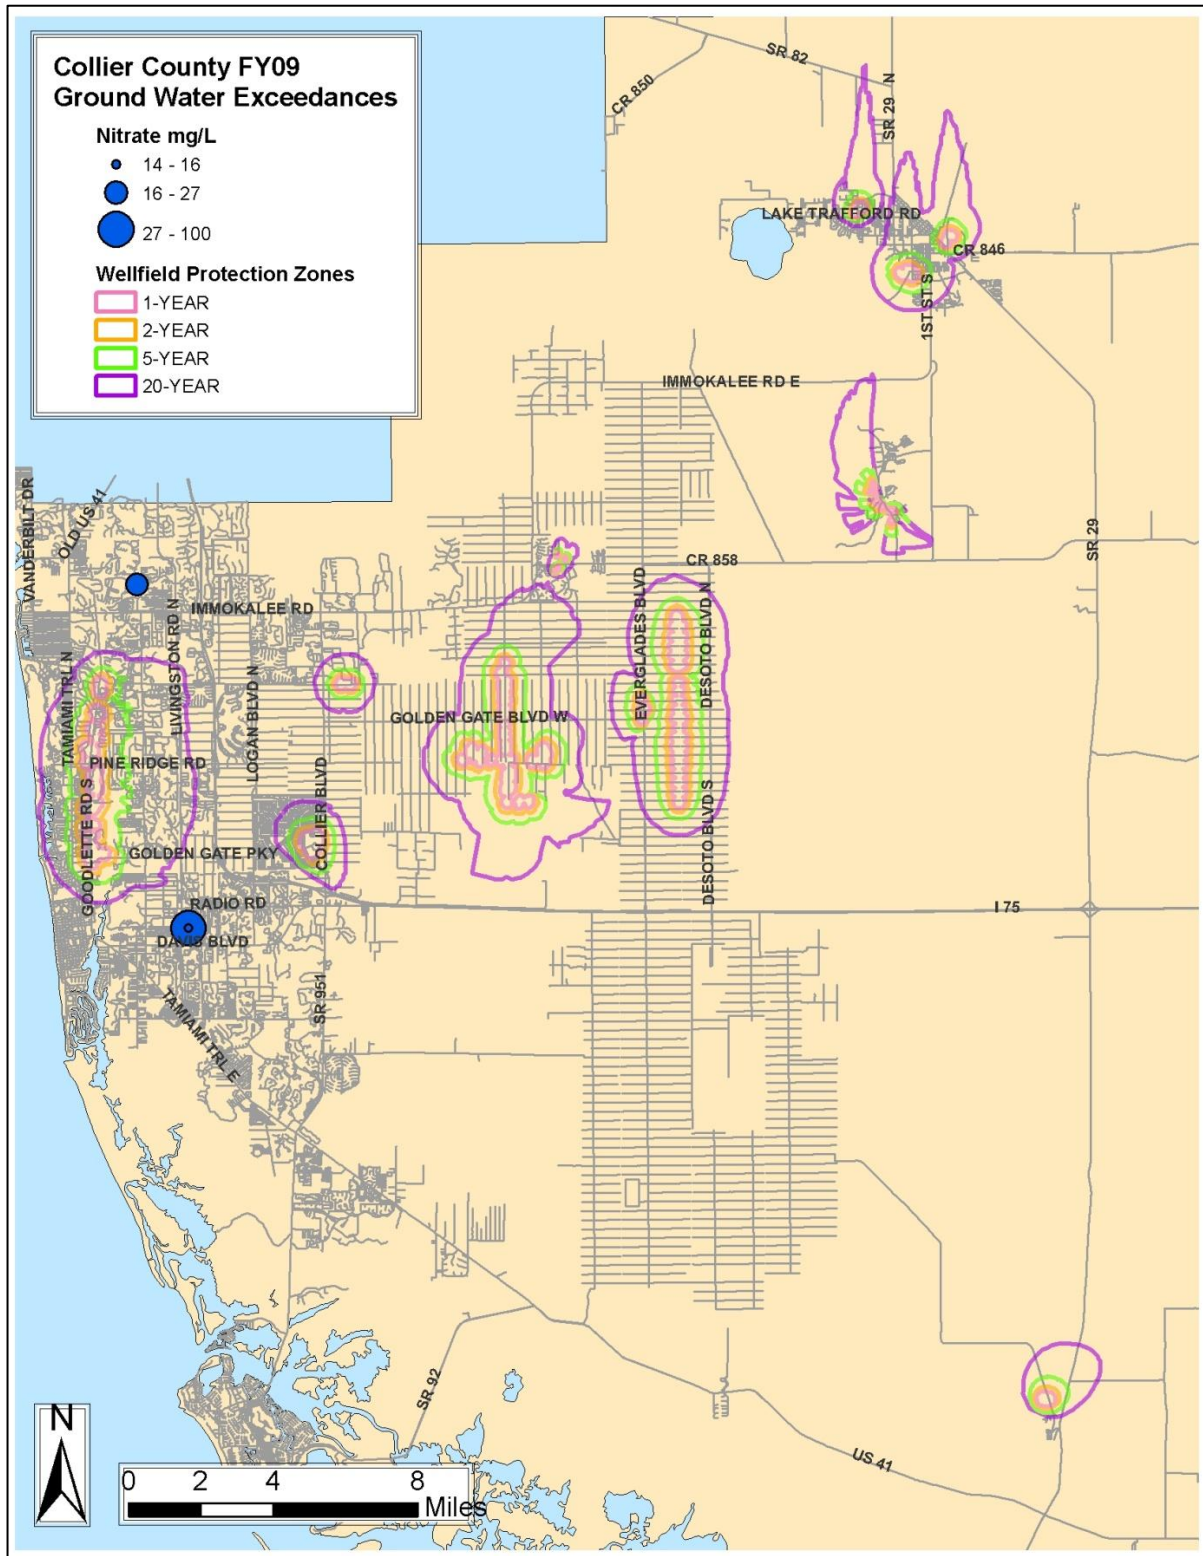 Collier County FY09
Ground Water Exceedances
Nitrate mg/L
14 - 16
16 - 27
27 - 100
Wellfield Protection Zones
1-YEAR
2-YEAR
5-YEAR
20-YEAR
SR 82
CR 850
SR 29 N
LAKE TRAFFORD RD
CR 846
1ST ST S
IMMOKALEE RD E
VANDERBILT DR
OLD US 41
SR 29
CR 858
IMMOKALEE RD
LIVINGSTON RD N
EVERGLADES BLVD
DESOTO BLVD N
TAMIAMI TRL N
LOGAN BLVD N
GOLDEN GATE BLVD W
PINE RIDGE RD
COLLIER BLVD
GOODLETTE RD S
GOLDEN GATE PKY
DESOTO BLVD S
RADIO RD
I 75
DAVIS BLVD
SR 951
TAMIAMI TRL E
SR 92
US 41
N
0 2 4 8
Miles